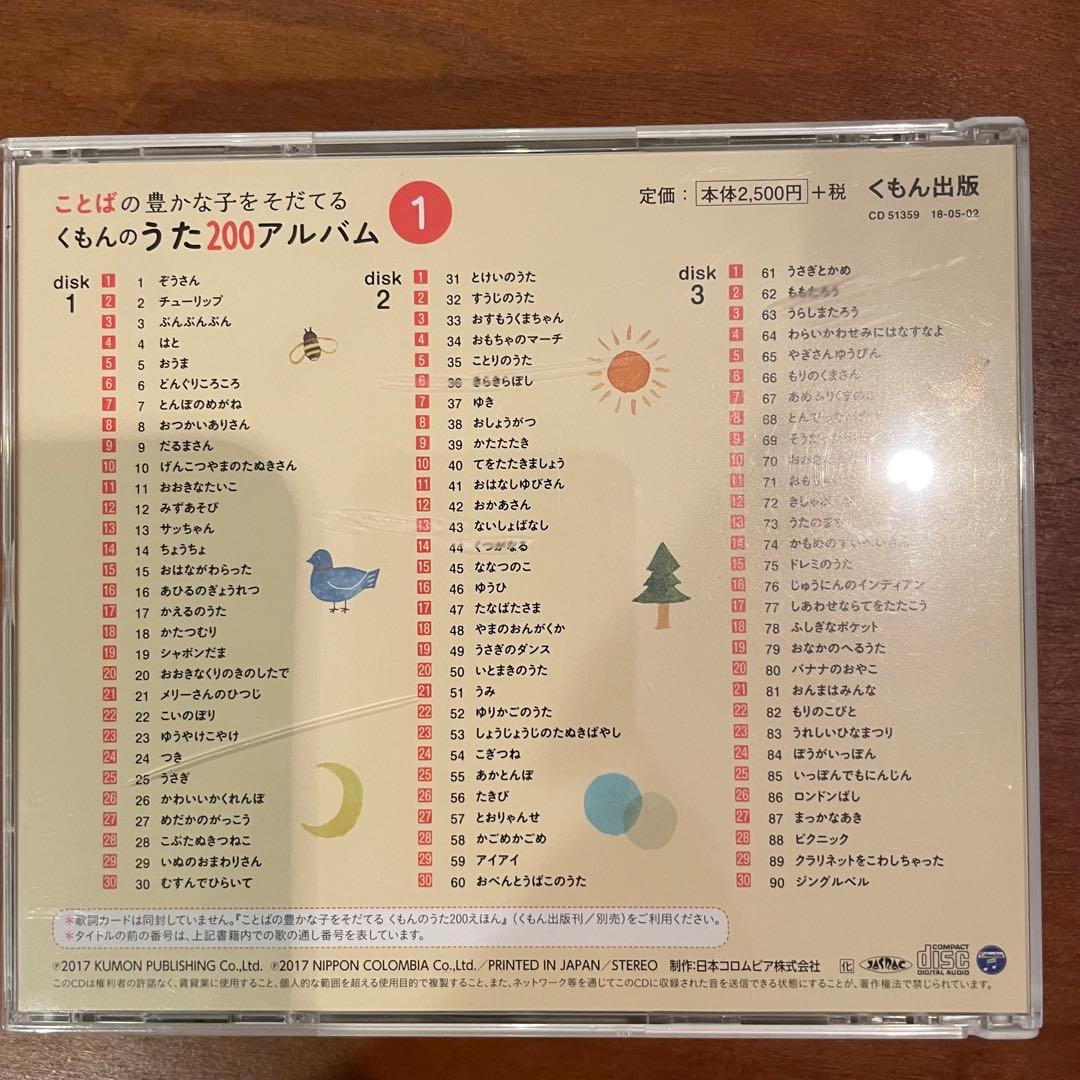 ことばの豊かな子をそだてる
くもんのうた200アルバム
1
定価：本体2,500円+税 くもん出版
CD 51359 18-05-02
disk 1
1 1 ぞうさん
2 2 チューリップ
3 3 ぶんぶんぶん
4 4 はと
5 5 おうま
6 6 どんぐりころころ
7 7 とんぼのめがね
8 8 おつかいありさん
9 9 だるまさん
10 10 げんこつやまのたぬきさん
11 11 おおきなたいこ
12 12 みずあそび
13 13 サッちゃん
14 14 ちょうちょ
15 15 おはながわらった
16 16 あひるのぎょうれつ
17 17 かえるのうた
18 18 かたつむり
19 19 シャボンだま
20 20 おおきなくりのきのしたで
21 21 メリーさんのひつじ
22 22 こいのぼり
23 23 ゆうやけこやけ
24 24 つき
25 25 うさぎ
26 26 かわいいかくれんぼ
27 27 めだかのがっこう
28 28 こぶたぬきつねこ
29 29 いぬのおまわりさん
30 30 むすんでひらいて
disk 2
1 31 とけいのうた
2 32 すうじのうた
3 33 おすもうくまちゃん
4 34 おもちゃのマーチ
5 35 ことりのうた
6 36 きらきらぼし
7 37 ゆき
8 38 おしょうがつ
9 39 かたたたき
10 40 てをたたきましょう
11 41 おはなしゆびさん
12 42 おかあさん
13 43 ないしょばなし
14 44 くつがなる
15 45 ななつのこ
16 46 ゆうひ
17 47 たなばたさま
18 48 やまのおんがくか
19 49 うさぎのダンス
20 50 いとまきのうた
21 51 うみ
22 52 ゆりかごのうた
23 53 しょうじょうじのたぬきばやし
24 54 こぎつね
25 55 あかとんぼ
26 56 たきび
27 57 とおりゃんせ
28 58 かごめかごめ
29 59 アイアイ
30 60 おべんとうばこのうた
disk 3
1 61 うさぎとかめ
2 62 ももたろう
3 63 うらしまたろう
4 64 わらいかわせみにはなすなよ
5 65 やぎさんゆうびん
6 66 もりのくまさん
7 67
8 68
9 69
10 70
11 71
12 72
13 73
14 74 かもめのすいへいさん
15 75 ドレミのうた
16 76 じゅうにんのインディアン
17 77 しあわせならてをたたこう
18 78 ふしぎなポケット
19 79 おなかのへるうた
20 80 バナナのおやこ
21 81 おんまはみんな
22 82 もりのこびと
23 83 うれしいひなまつり
24 84 ぼうがいっぽん
25 85 いっぽんでもにんじん
26 86 ロンドンばし
27 87 まっかなあき
28 88 ピクニック
29 89 クラリネットをこわしちゃった
30 90 ジングルベル
＊歌詞カードは同封していません。『ことばの豊かな子をそだてる くもんのうた200えほん』（くもん出版刊／別売）をご利用ください。
＊タイトルの前の番号は、上記書籍内での歌の通し番号を表しています。
℗2017 KUMON PUBLISHING Co.,Ltd. ℗2017 NIPPON COLOMBIA Co.,Ltd.／PRINTED IN JAPAN／STEREO 制作：日本コロムビア株式会社 化 JASRAC COMPACT disc DIGITAL AUDIO
このCDは権利者の許諾なく、賃貸業に使用すること、個人的な範囲を超える使用目的で複製すること、また、ネットワーク等を通じてこのCDに収録された音を送信できる状態にすることが、著作権法で禁じられています。